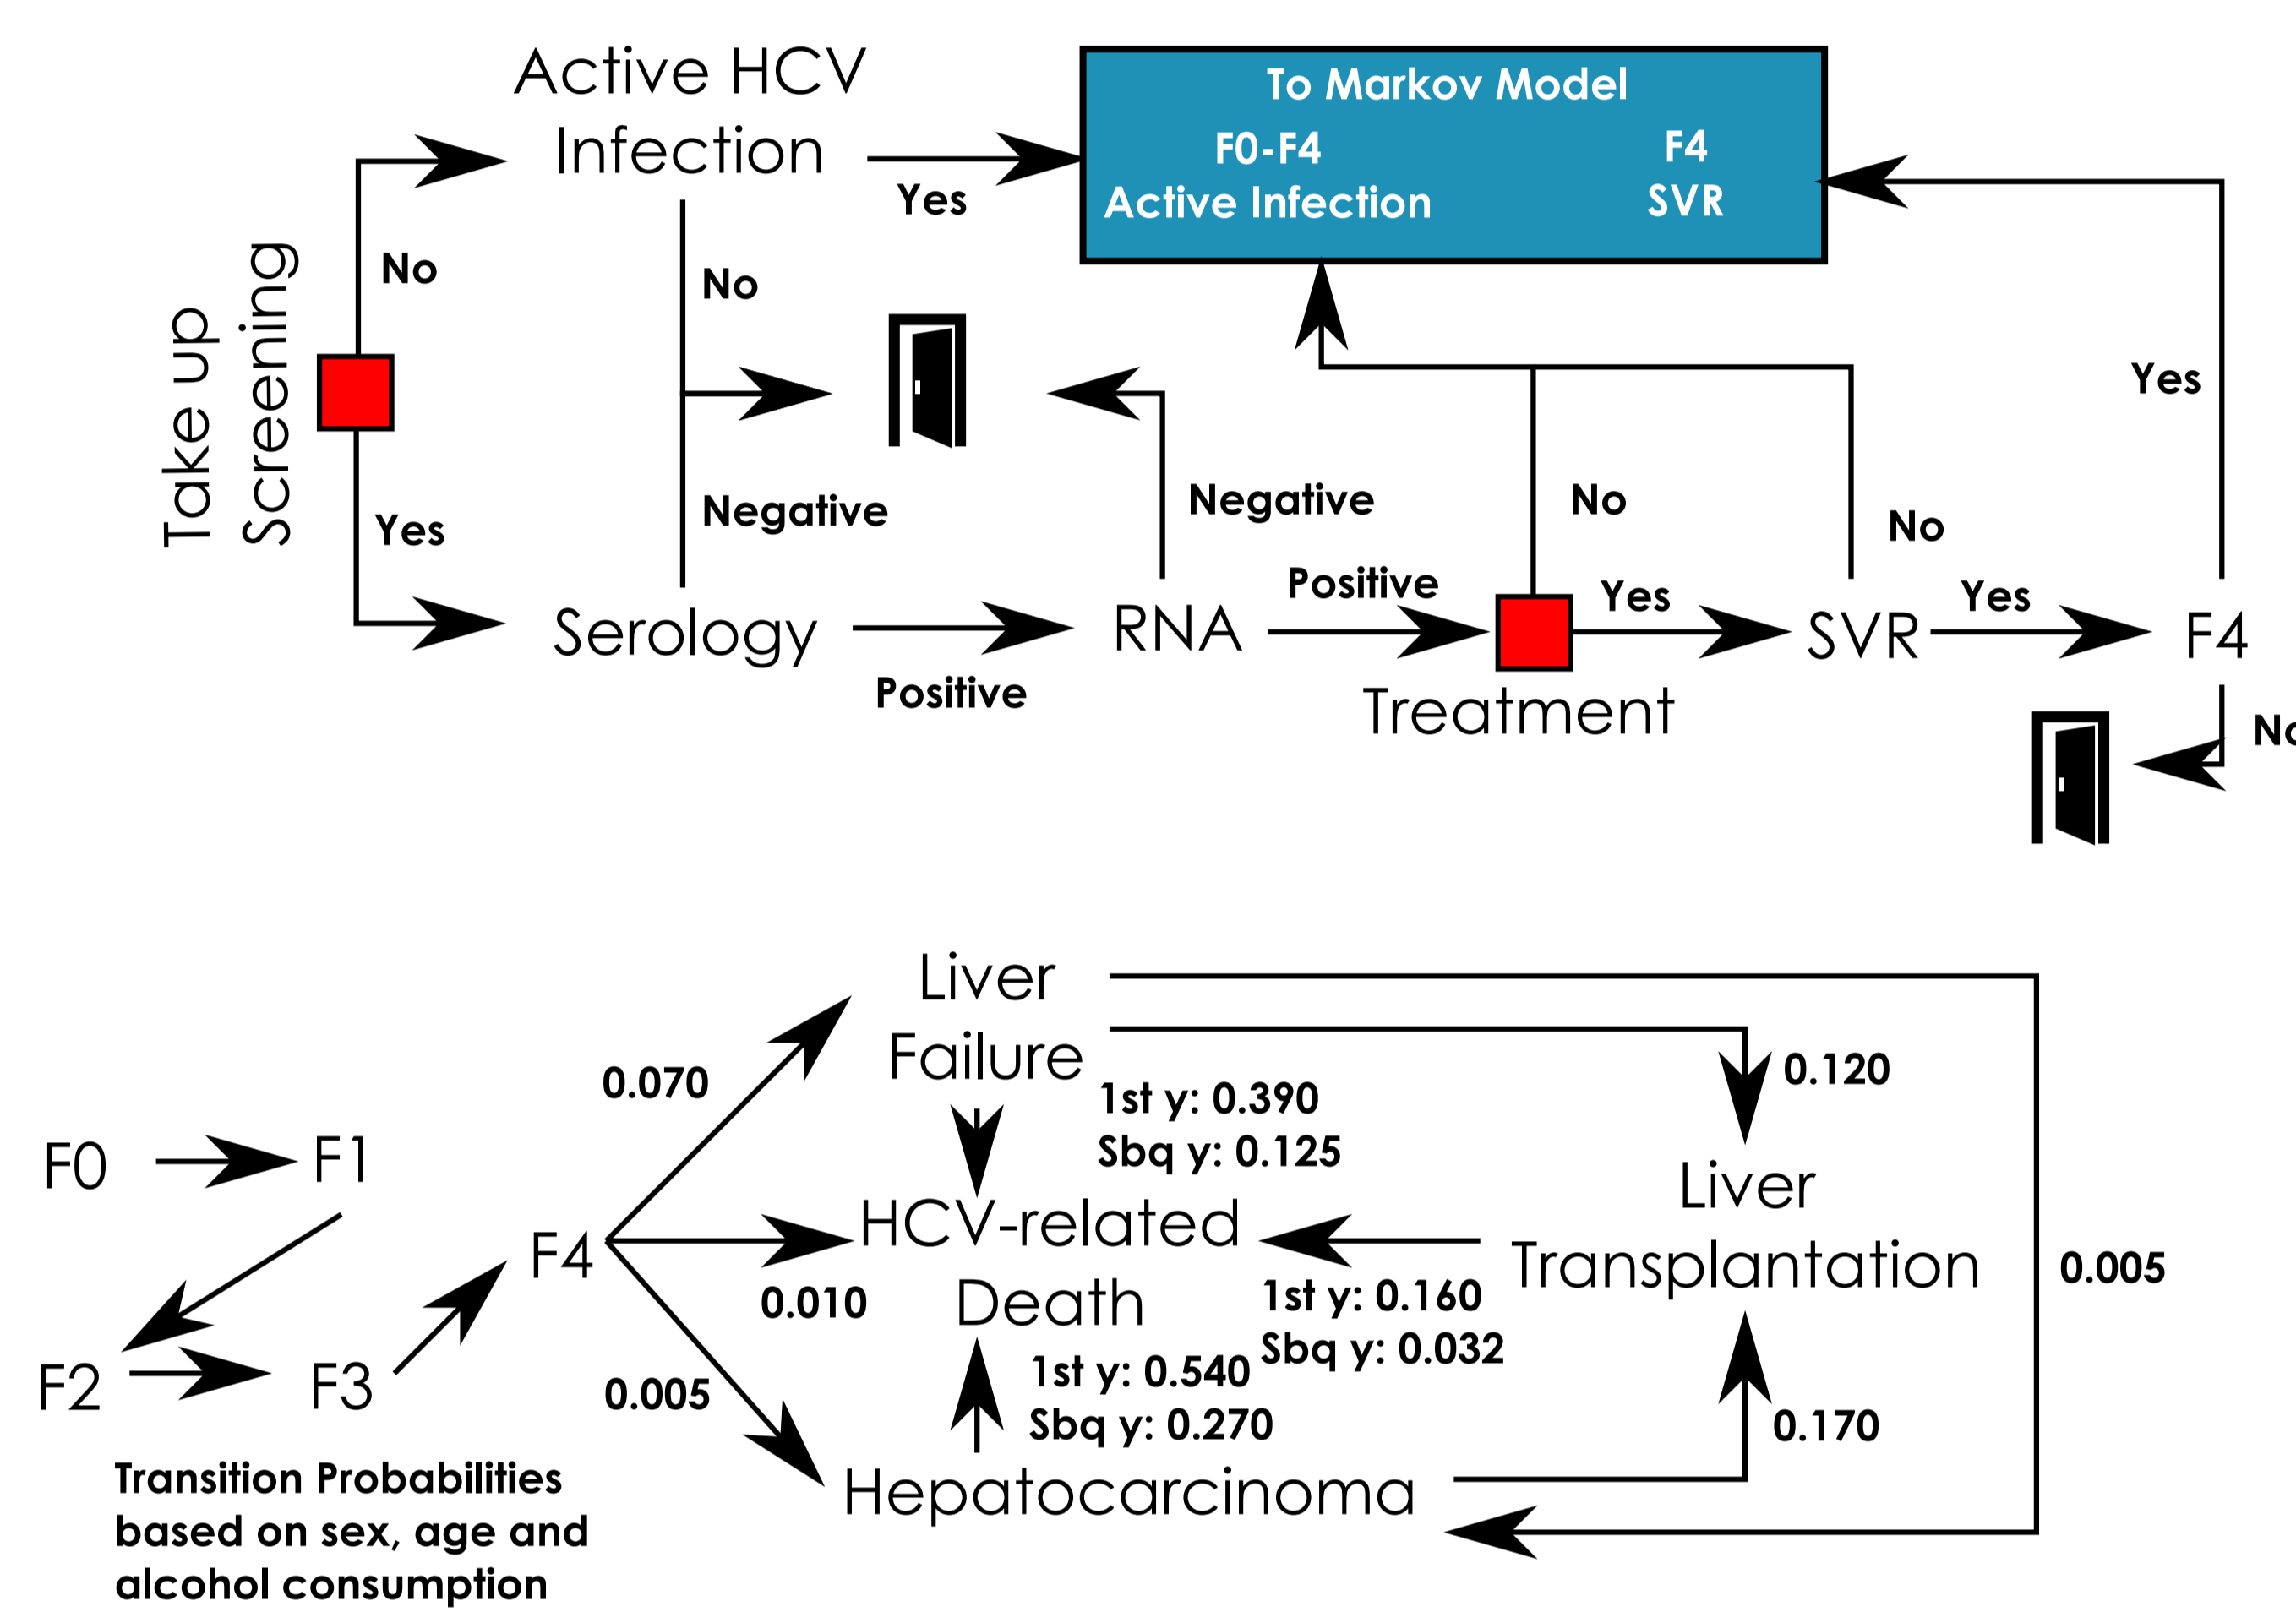 Active HCV
Infection
To Markov Model
F0-F4
Active Infection
F4
SVR
Yes
No
No
Take up
Screening
Yes
Negative
Negative
No
No
Yes
Serology
Positive
RNA
Positive
Treatment
Yes
SVR
Yes
F4
No
Liver
Failure
0.070
1st y: 0.390
Sbq y: 0.125
0.120
F0
F1
Liver
Transplantation
F4
HCV-related
Death
0.010
1st y: 0.160
Sbq y: 0.032
0.005
F2
F3
0.005
1st y: 0.540
Sbq y: 0.270
0.170
Hepatocarcinoma
Transition Probabilities
based on sex, age and
alcohol consumption